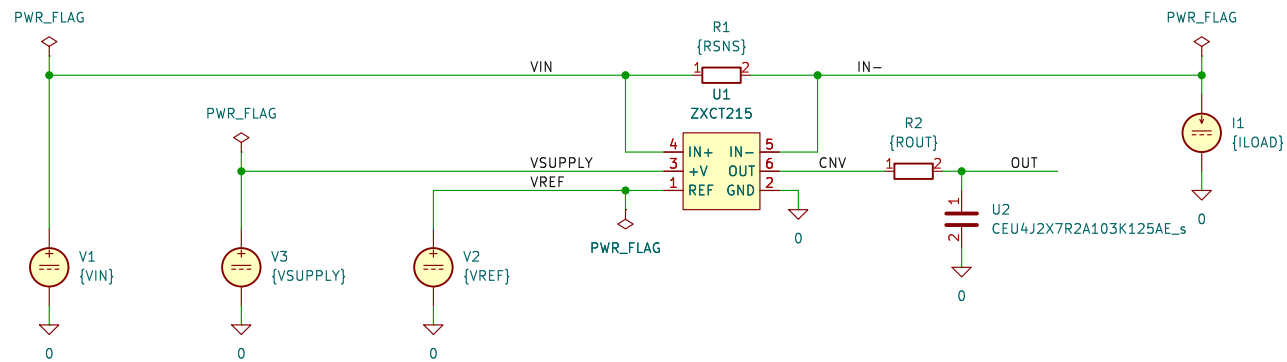 PWR_FLAG
PWR_FLAG
R1
{RSNS}
1
2
VIN
IN-
U1
ZXCT215
PWR_FLAG
I1
{ILOAD}
R2
{ROUT}
4 IN+ IN- 5
VSUPPLY
3 +V OUT 6
CNV
1
2
OUT
VREF
1 REF GND 2
0
0
PWR_FLAG
1
2
U2
CEU4J2X7R2A103K125AE_s
0
V1
{VIN}
V3
{VSUPPLY}
V2
{VREF}
0
0
0